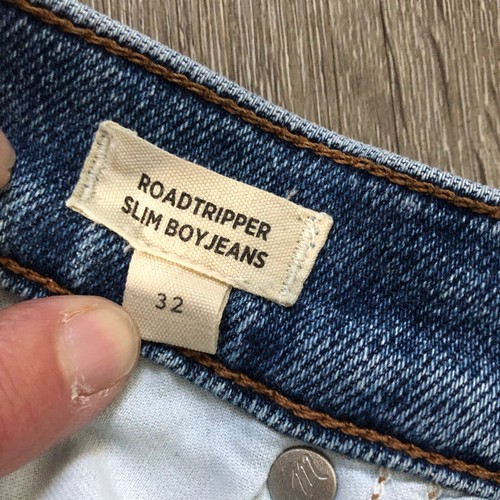 ROADTRIPPER
SLIM BOYJEANS
32
m